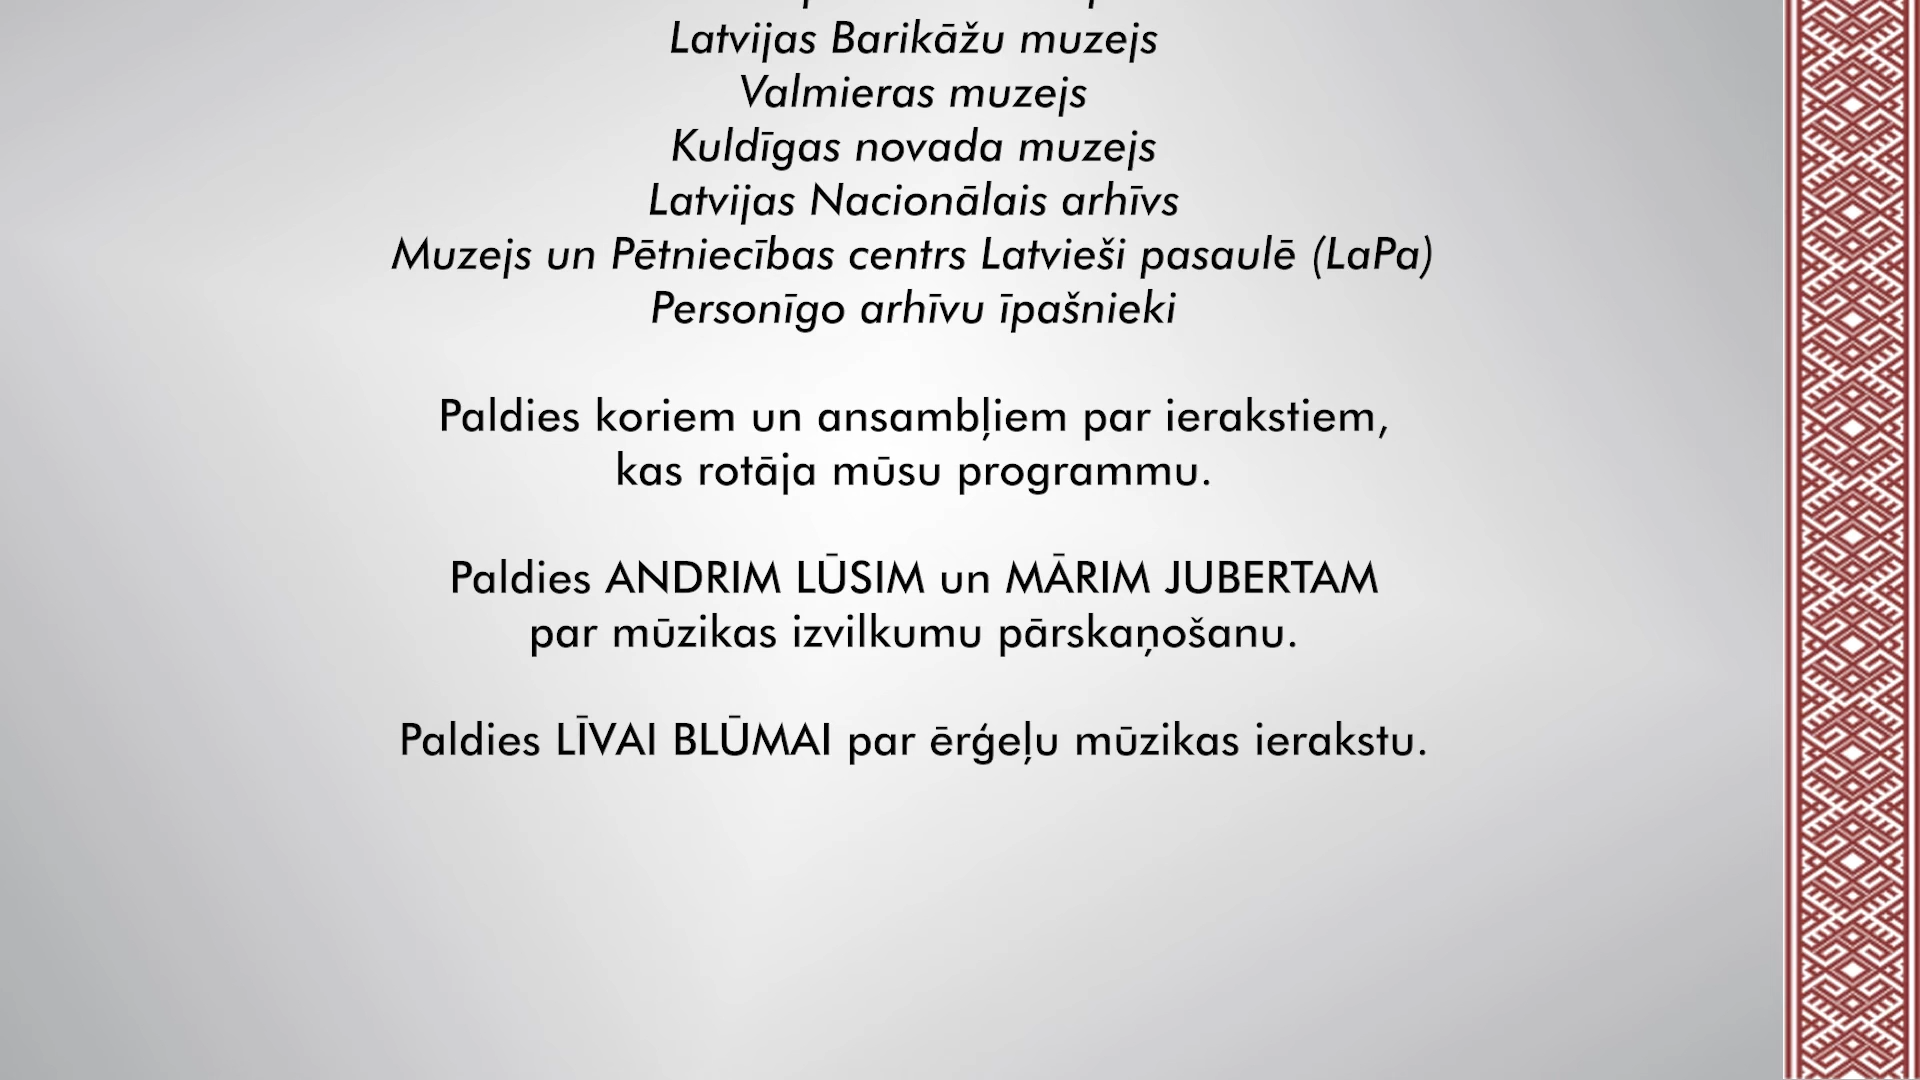 Latvijas Barikāžu muzejs
Valmieras muzejs
Kuldīgas novada muzejs
Latvijas Nacionālais arhīvs
Muzejs un Pētniecības centrs Latvieši pasaulē (LaPa)
Personīgo arhīvu īpašnieki
Paldies koriem un ansambļiem par ierakstiem,
kas rotāja mūsu programmu.
Paldies ANDRIM LŪSIM un MĀRIM JUBERTAM
par mūzikas izvilkumu pārskaņošanu.
Paldies LĪVAI BLŪMAI par ērģeļu mūzikas ierakstu.